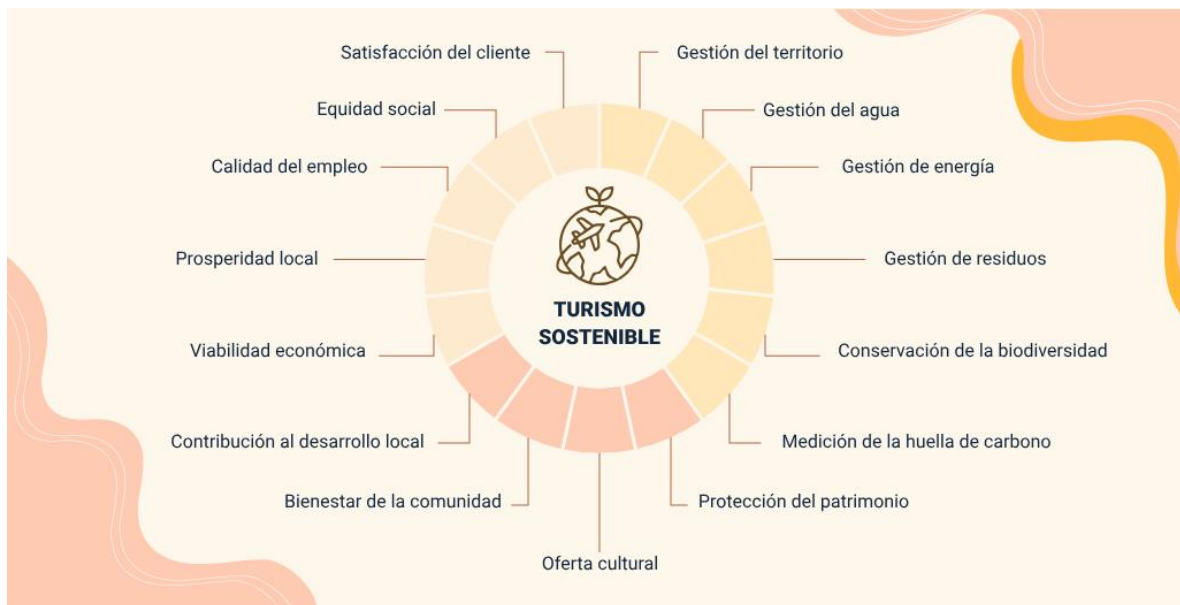 Satisfacción del cliente
Gestión del territorio
Equidad social
Gestión del agua
Calidad del empleo
Gestión de energía
Prosperidad local
Gestión de residuos
TURISMO
SOSTENIBLE
Viabilidad económica
Conservación de la biodiversidad
Contribución al desarrollo local
Medición de la huella de carbono
Bienestar de la comunidad
Protección del patrimonio
Oferta cultural